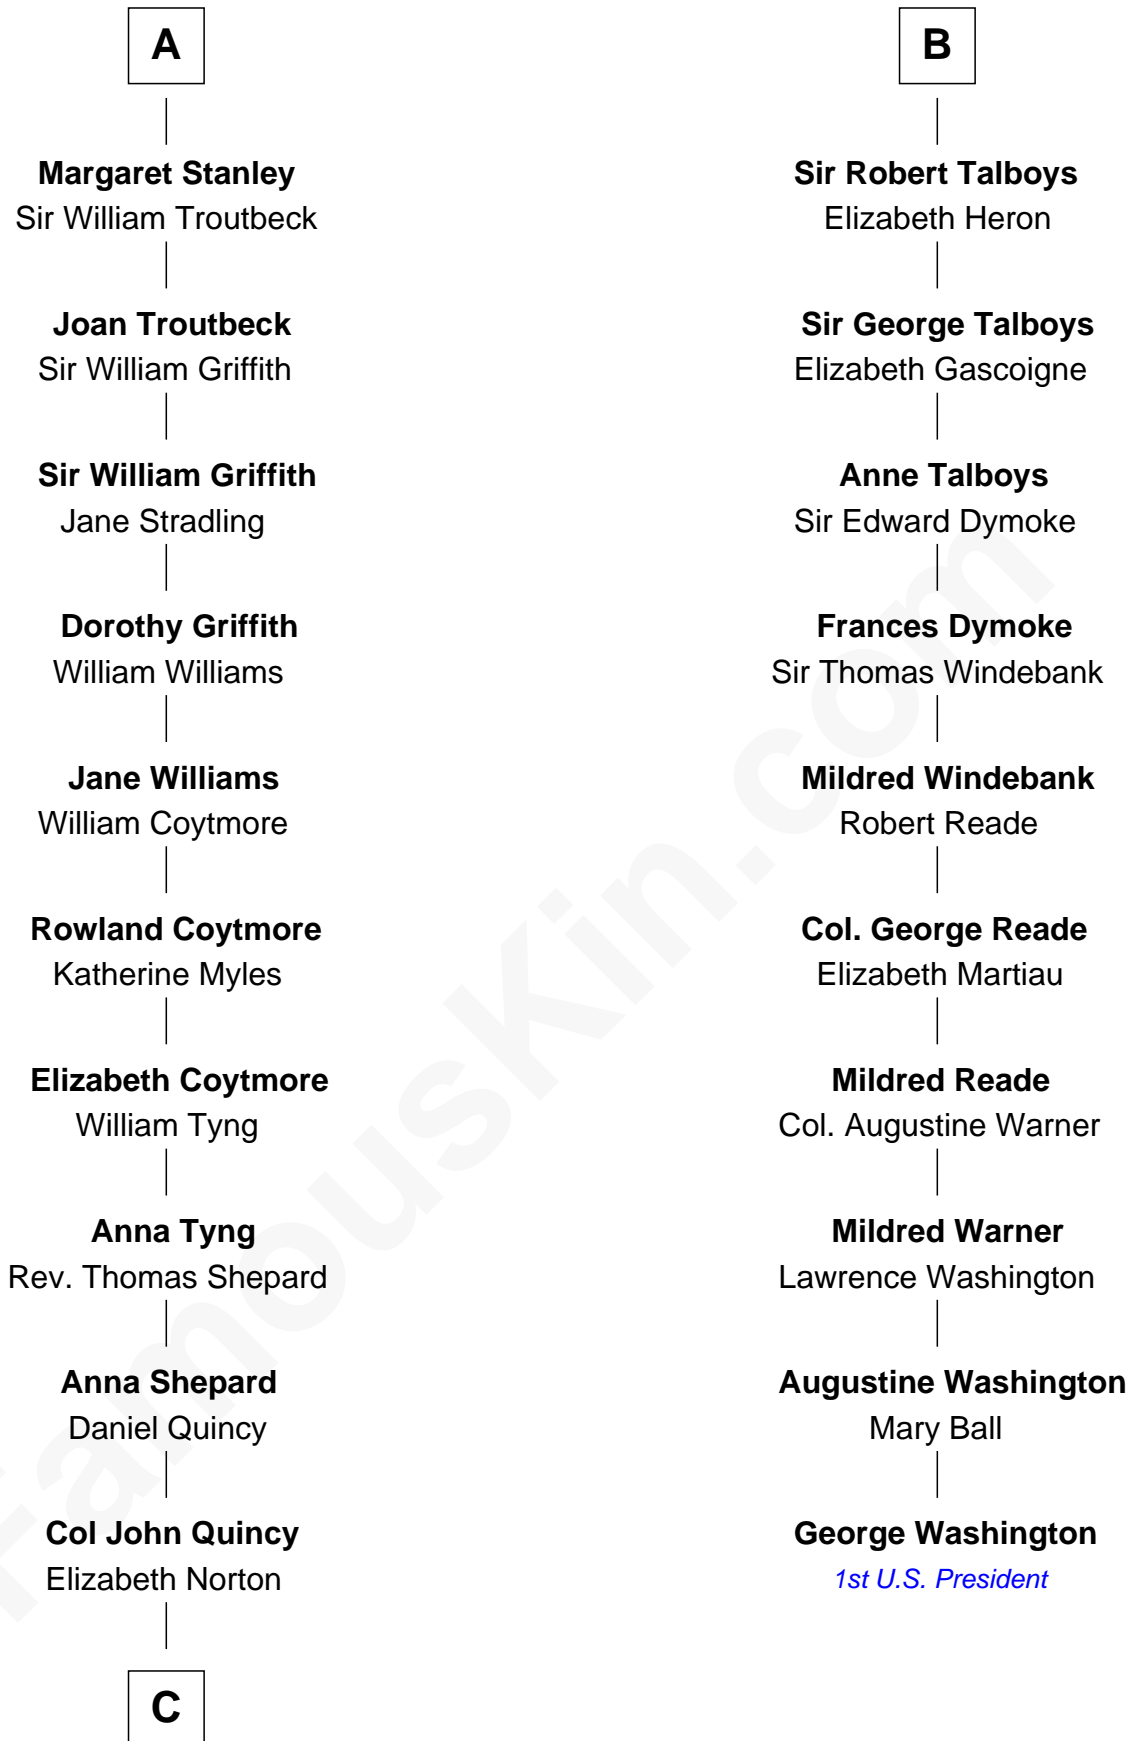 A
Margaret Stanley
Sir William Troutbeck
Joan Troutbeck
Sir William Griffith
Sir William Griffith
Jane Stradling
Dorothy Griffith
William Williams
Jane Williams
William Coytmore
Rowland Coytmore
Katherine Myles
Elizabeth Coytmore
William Tyng
Anna Tyng
Rev. Thomas Shepard
Anna Shepard
Daniel Quincy
Col John Quincy
Elizabeth Norton
C
B
Sir Robert Talboys
Elizabeth Heron
Sir George Talboys
Elizabeth Gascoigne
Anne Talboys
Sir Edward Dymoke
Frances Dymoke
Sir Thomas Windebank
Mildred Windebank
Robert Reade
Col. George Reade
Elizabeth Martiau
Mildred Reade
Col. Augustine Warner
Mildred Warner
Lawrence Washington
Augustine Washington
Mary Ball
George Washington
1st U.S. President
FamousKin.com